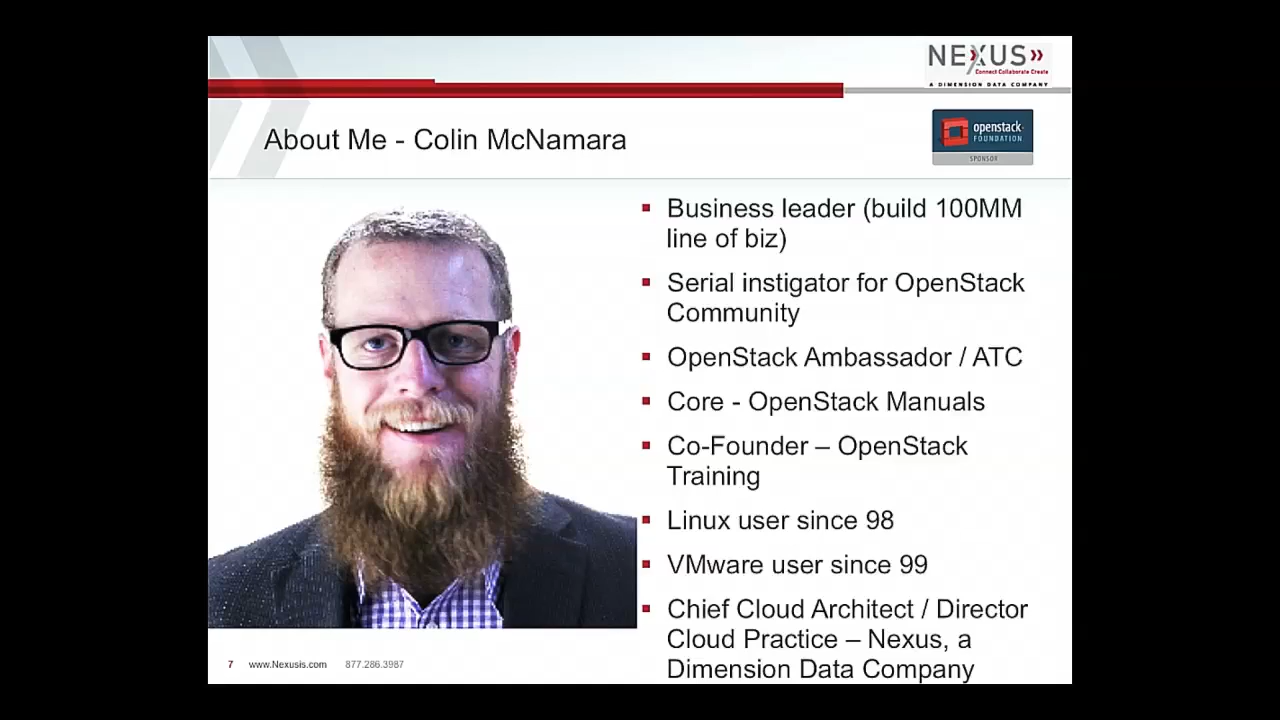 NEXUS»
Connect Collaborate Create
A DIMENSION DATA COMPANY
About Me - Colin McNamara
openstack
FOUNDATION
SPONSOR
Business leader (build 100MM
line of biz)
Serial instigator for OpenStack
Community
OpenStack Ambassador / ATC
Core - OpenStack Manuals
Co-Founder – OpenStack
Training
Linux user since 98
VMware user since 99
Chief Cloud Architect / Director
Cloud Practice – Nexus, a
Dimension Data Company
7 www.Nexusis.com 877.286.3987